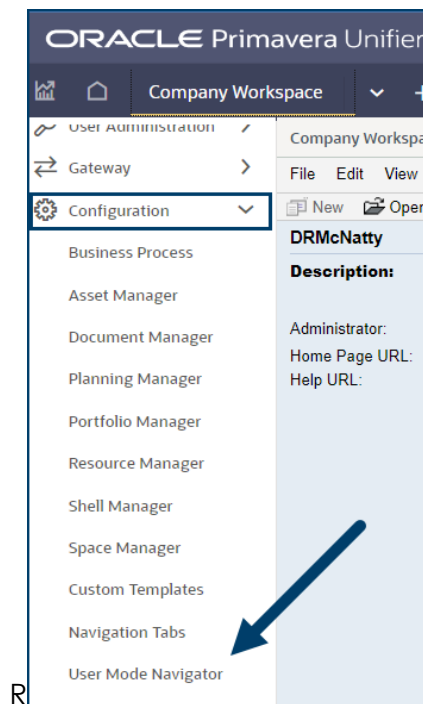 ORACLE Primavera Unifier
Company Workspace
User Administration
Company Workspa
Gateway
File Edit View
Configuration
New Oper
Business Process
DRMcNatty
Description:
Asset Manager
Administrator:
Document Manager
Home Page URL:
Planning Manager
Help URL:
Portfolio Manager
Resource Manager
Shell Manager
Space Manager
Custom Templates
Navigation Tabs
User Mode Navigator
R